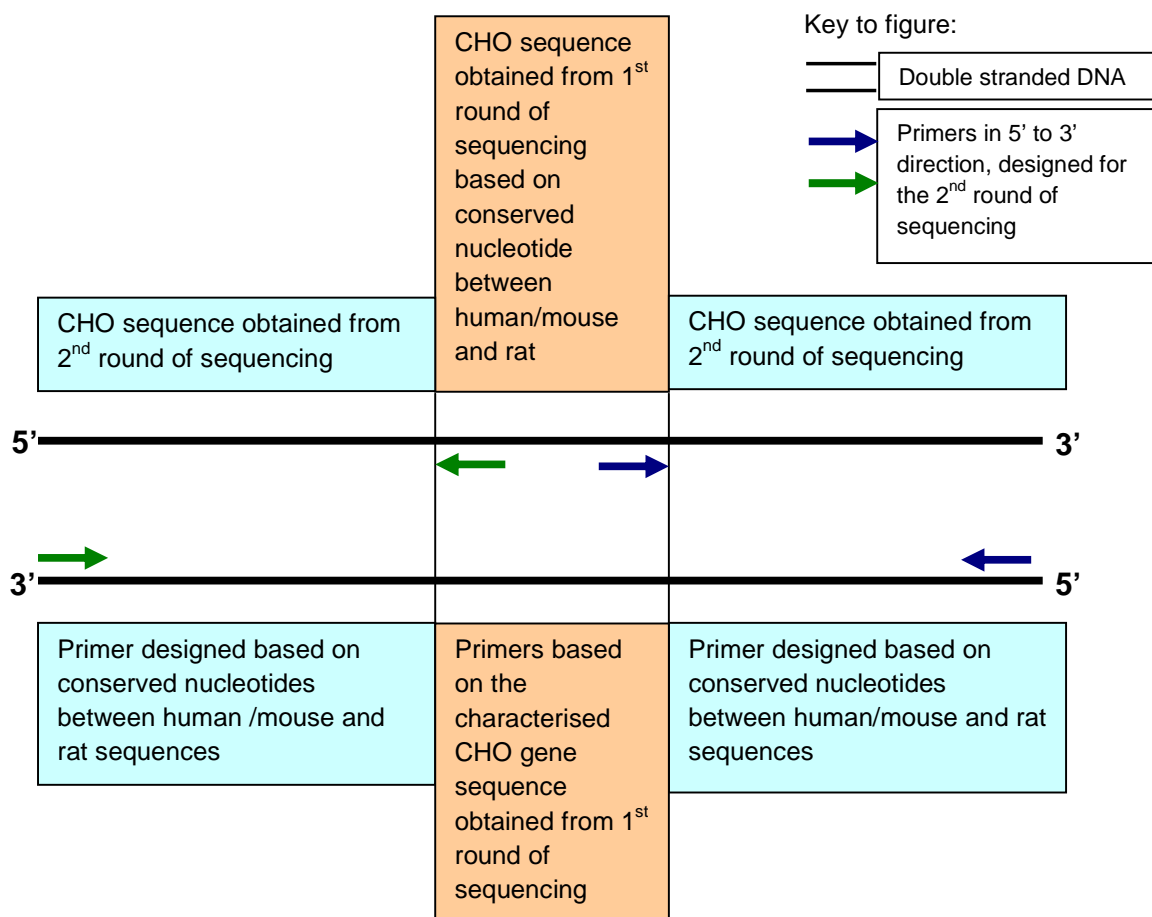 Key to figure:
Double stranded DNA
Primers in 5’ to 3’
direction, designed for
the 2nd round of
sequencing
CHO sequence
obtained from 1st
round of
sequencing
based on
conserved
nucleotide
between
human/mouse
and rat
CHO sequence obtained from
2nd round of sequencing
CHO sequence obtained from
2nd round of sequencing
5’
3’
3’
5’
Primer designed based on
conserved nucleotides
between human /mouse and
rat sequences
Primers based
on the
characterised
CHO gene
sequence
obtained from 1st
round of
sequencing
Primer designed based on
conserved nucleotides
between human/mouse and rat
sequences